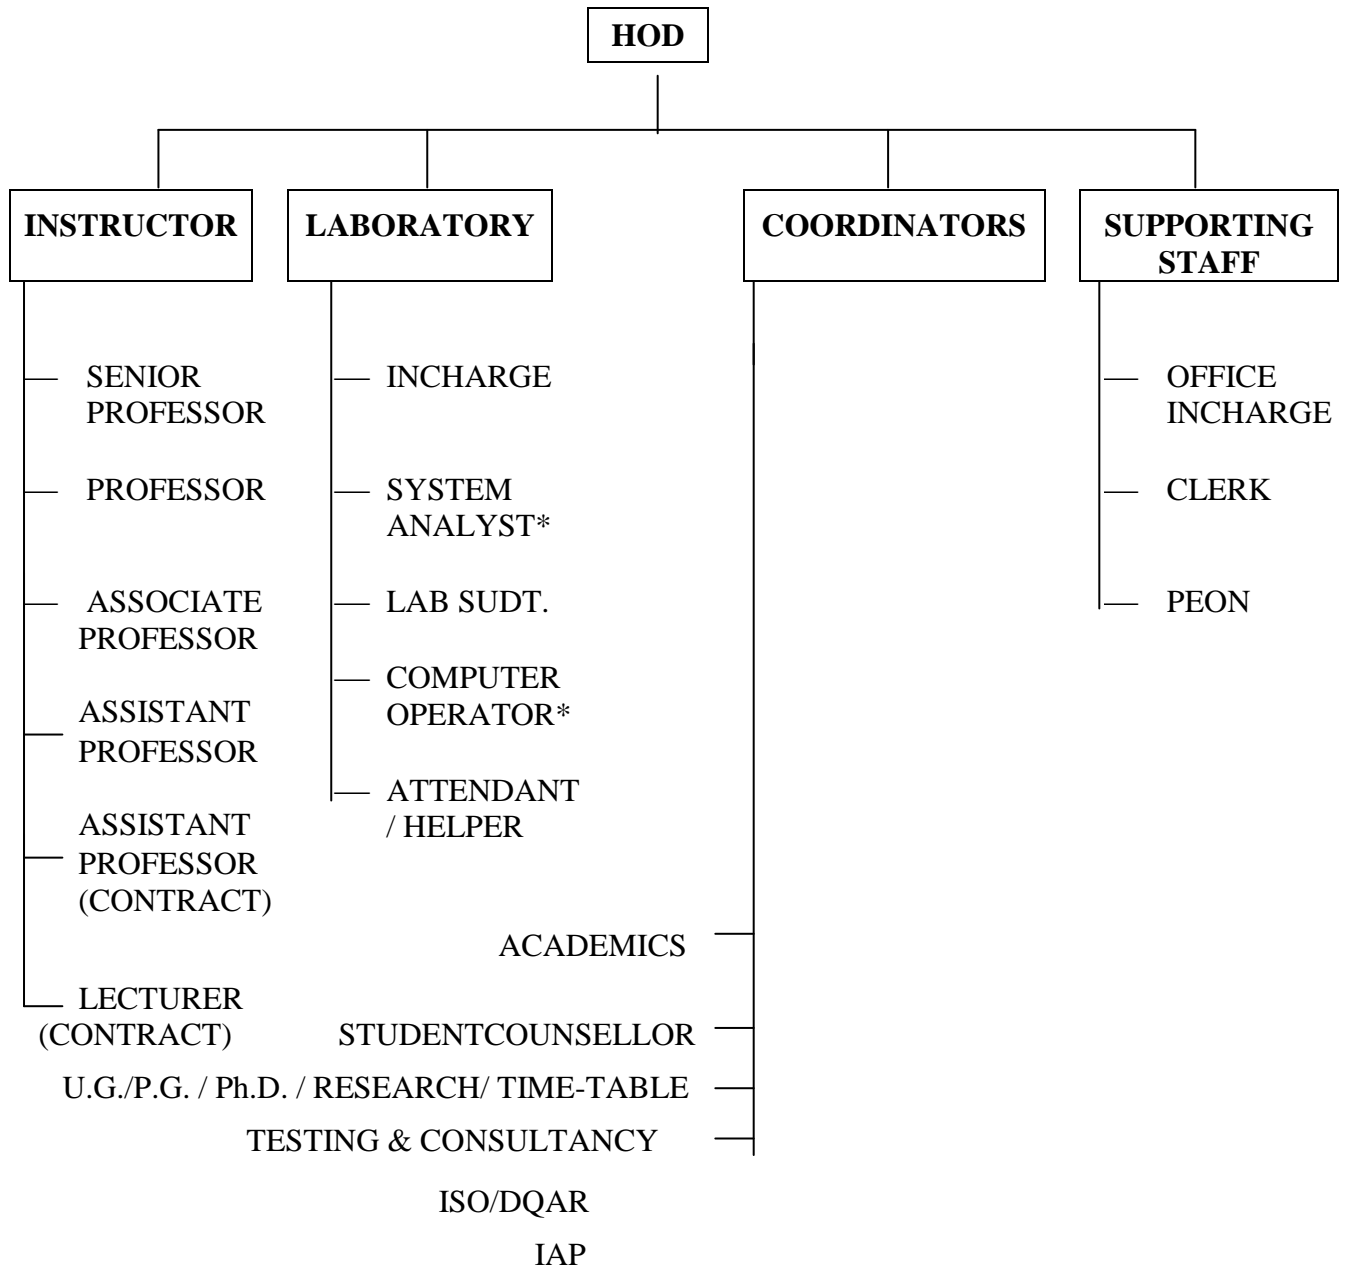 HOD
INSTRUCTOR
LABORATORY
COORDINATORS
SUPPORTING
STAFF
SENIOR
PROFESSOR
PROFESSOR
ASSOCIATE
PROFESSOR
ASSISTANT
PROFESSOR
ASSISTANT
PROFESSOR
(CONTRACT)
LECTURER
(CONTRACT)
INCHARGE
SYSTEM
ANALYST*
LAB SUDT.
COMPUTER
OPERATOR*
ATTENDANT
/ HELPER
ACADEMICS
STUDENTCOUNSELLOR
U.G./P.G. / Ph.D. / RESEARCH/ TIME-TABLE
TESTING & CONSULTANCY
ISO/DQAR
IAP
OFFICE
INCHARGE
CLERK
PEON